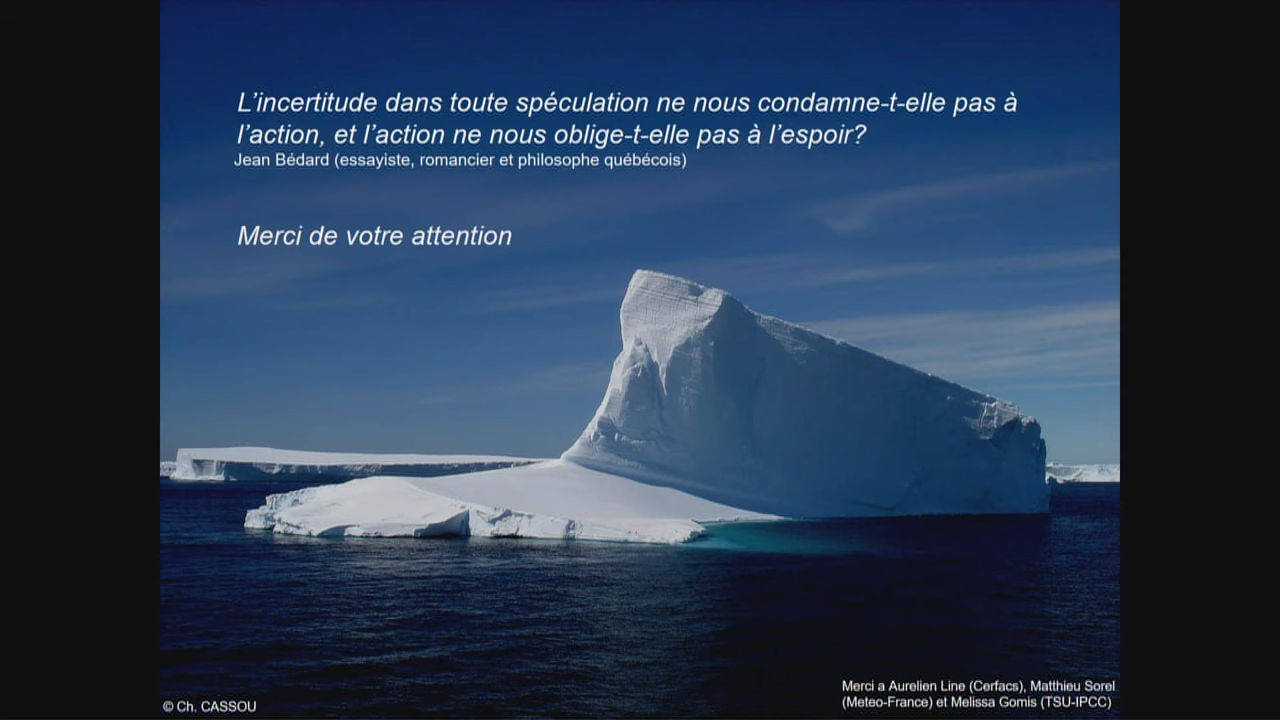 L'incertitude dans toute spéculation ne nous condamne-t-elle pas à
l'action, et l'action ne nous oblige-t-elle pas à l'espoir?
Jean Bédard (essayiste, romancier et philosophe québécois)
Merci de votre attention
Merci a Aurelien Line (Cerfacs), Matthieu Sorel
(Meteo-France) et Melissa Gomis (TSU-IPCC)
© Ch. CASSOU